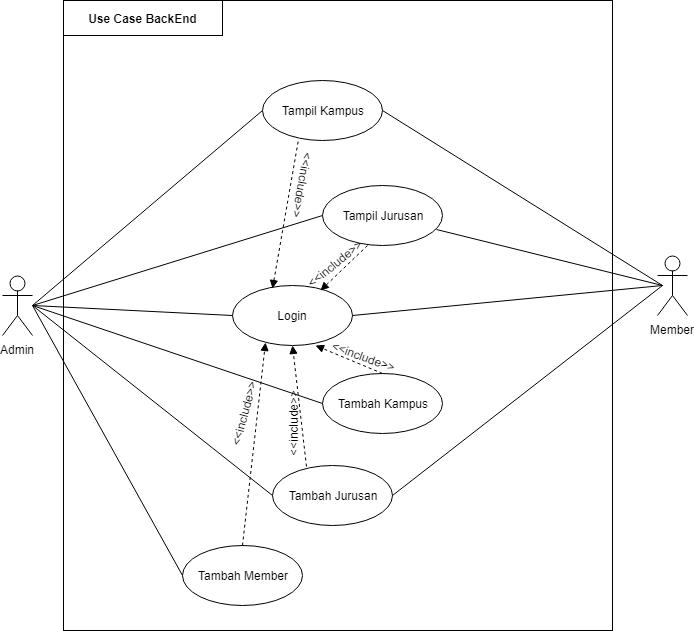 Use Case BackEnd
Tampil Kampus
<<include>>
Tampil Jurusan
<<include>>
Admin
Login
Member
<<include>>
Tambah Kampus
<<include>>
<<include>>
Tambah Jurusan
Tambah Member